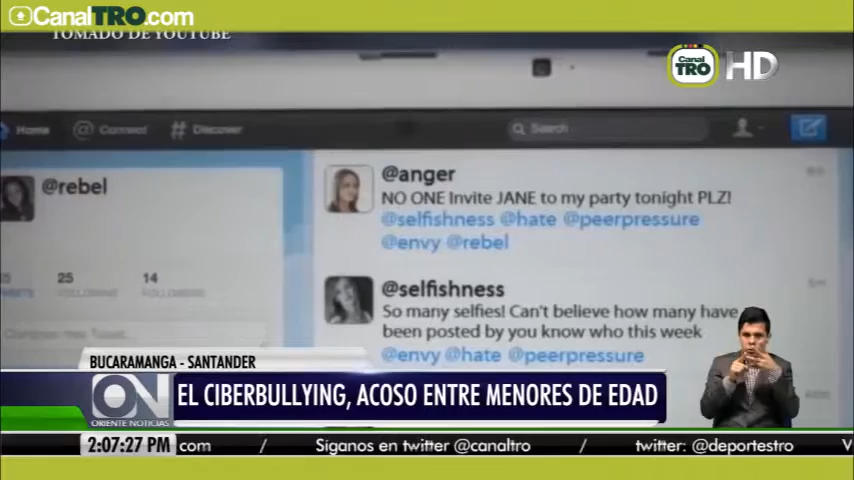 CanalTRO.com
TOMADO DE YOUTUBE
Canal
TRO
HD
Home
Connect
Discover
Search
@rebel
25
14
FOLLOWING
FOLLOWERS
@anger
NO ONE Invite JANE to my party tonight PLZ!
@selfishness @hate @peerpressure
@envy @rebel
@selfishness
So many selfies! Can't believe how many have
been posted by you know who this week
@envy @hate @peerpressure
BUCARAMANGA - SANTANDER
ON
ORIENTE NOTICIAS
EL CIBERBULLYING, ACOSO ENTRE MENORES DE EDAD
2:07:27 PM com / Síganos en twitter @canaltro / twitter: @deportestro V